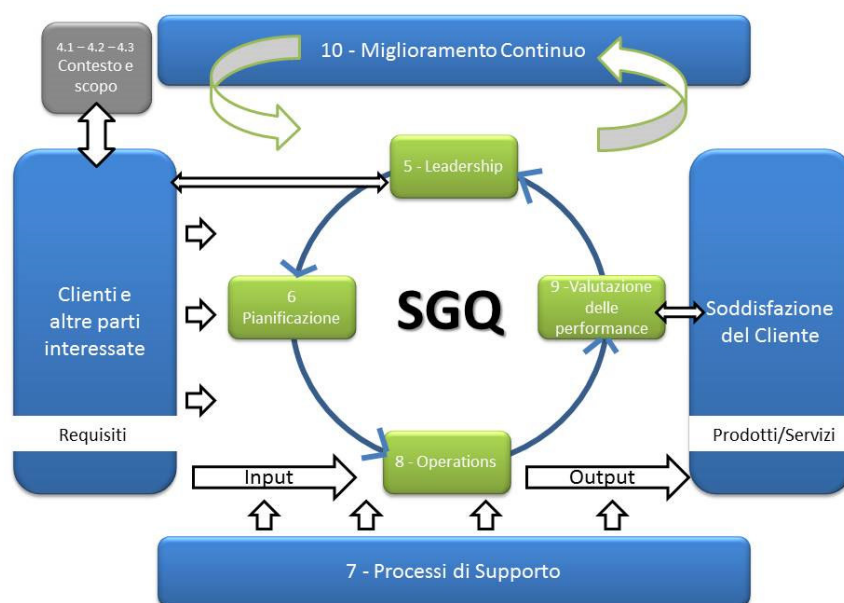 4.1 – 4.2 – 4.3
Contesto e
scopo
10 - Miglioramento Continuo
5 - Leadership
Clienti e
altre parti
interessate
6
Pianificazione
SGQ
9 -Valutazione
delle
performance
Soddisfazione
del Cliente
Requisiti
Prodotti/Servizi
8 - Operations
Input
Output
7 - Processi di Supporto